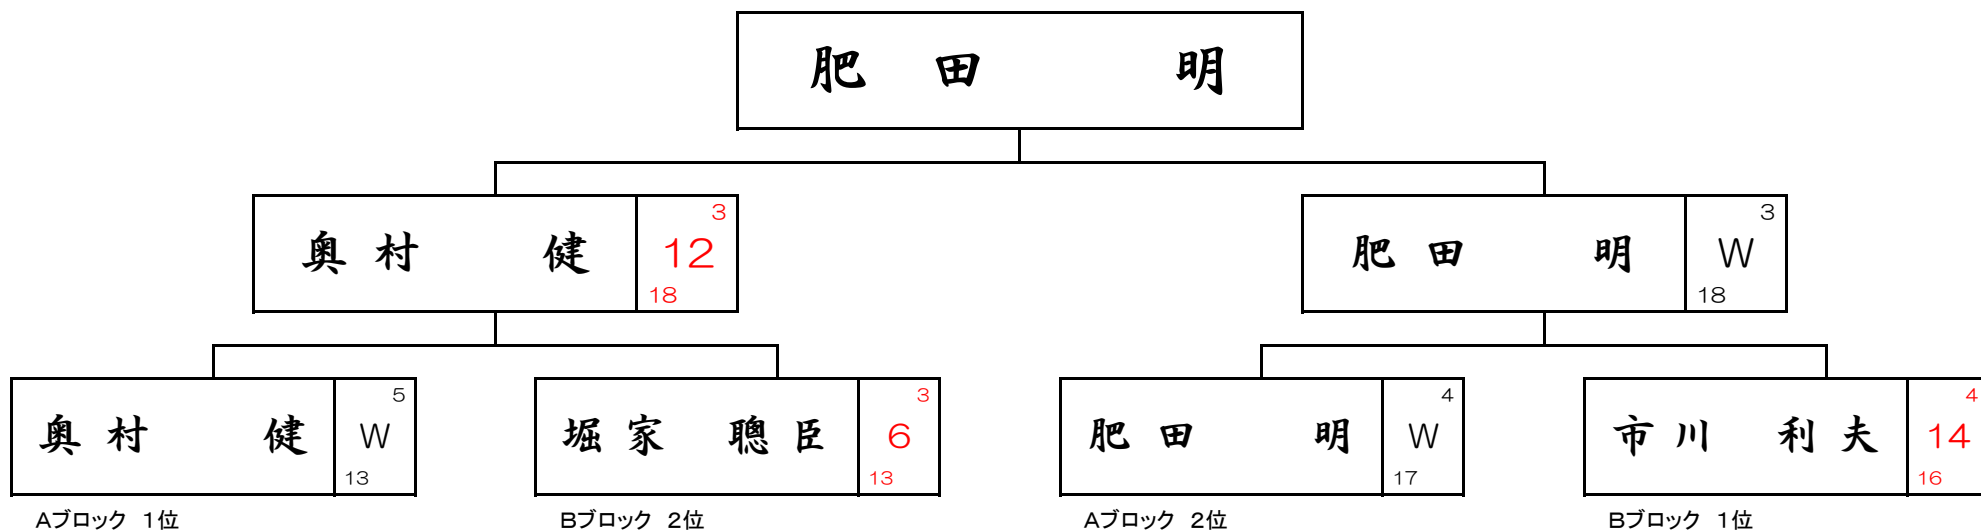 肥田 明
奥村 健 3 12 18
肥田 明 3 W 18
奥村 健 5 W 13
堀家 聰臣 3 6 13
肥田 明 4 W 17
市川 利夫 4 14 16
Aブロック 1位
Bブロック 2位
Aブロック 2位
Bブロック 1位